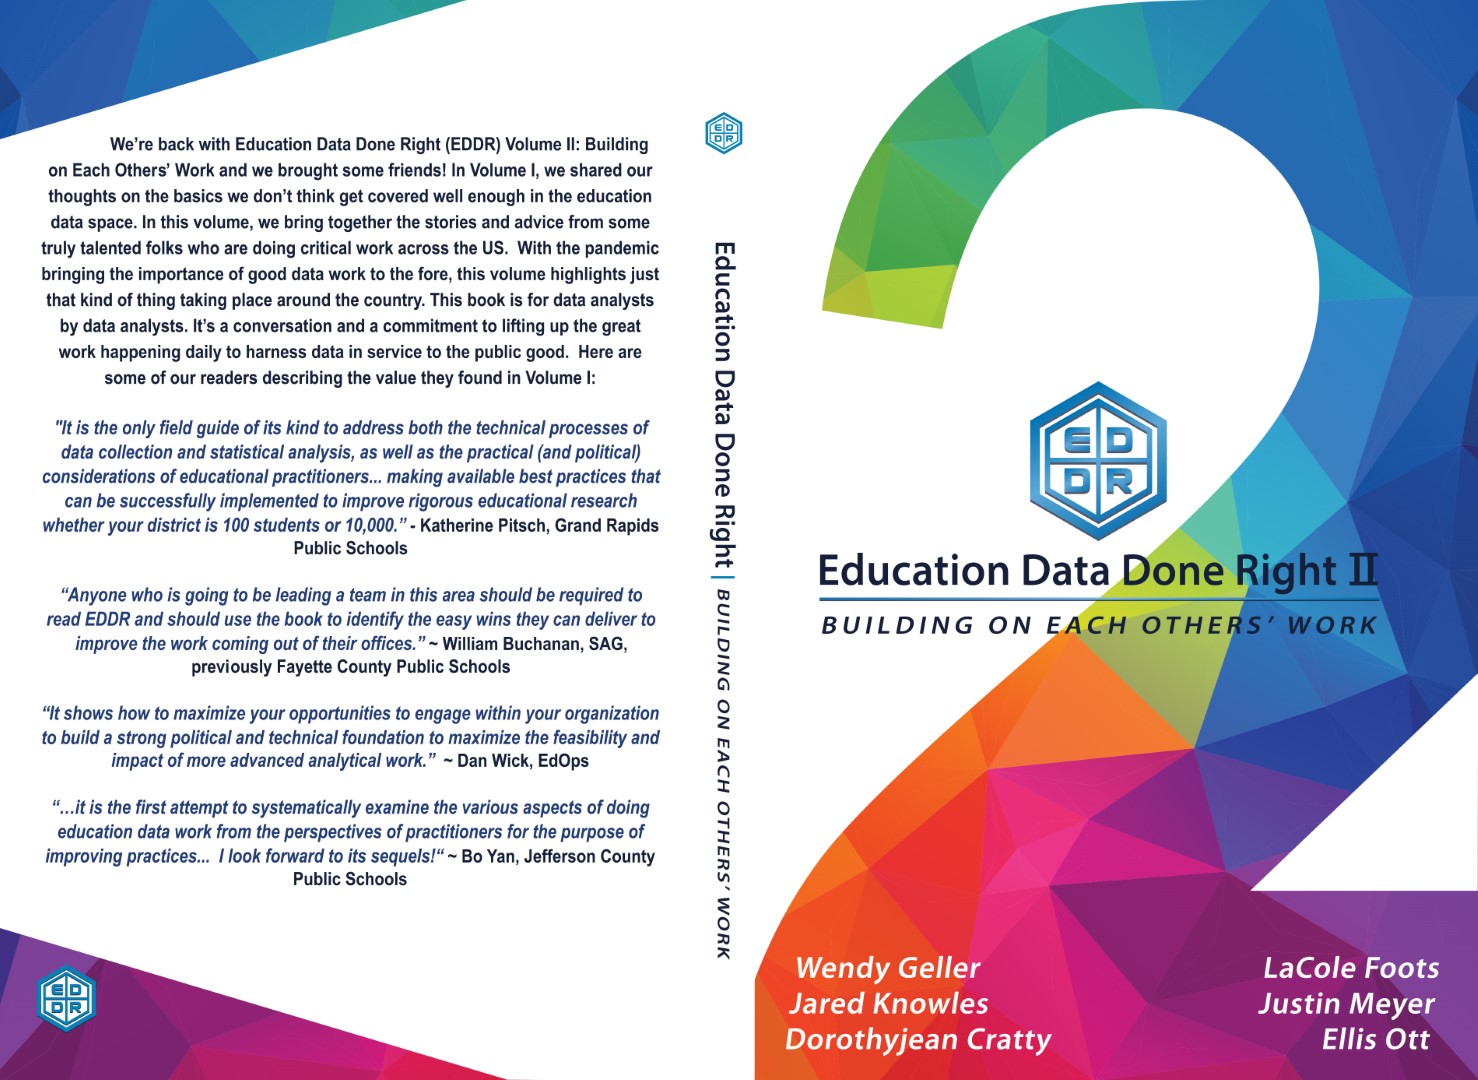 We’re back with Education Data Done Right (EDDR) Volume II: Building
on Each Others’ Work and we brought some friends! In Volume I, we shared our
thoughts on the basics we don’t think get covered well enough in the education
data space. In this volume, we bring together the stories and advice from some
truly talented folks who are doing critical work across the US.  With the pandemic
bringing the importance of good data work to the fore, this volume highlights just
that kind of thing taking place around the country. This book is for data analysts
by data analysts. It’s a conversation and a commitment to lifting up the great
work happening daily to harness data in service to the public good.  Here are
some of our readers describing the value they found in Volume I:
"It is the only field guide of its kind to address both the technical processes of
data collection and statistical analysis, as well as the practical (and political)
considerations of educational practitioners... making available best practices that
can be successfully implemented to improve rigorous educational research
whether your district is 100 students or 10,000.” - Katherine Pitsch, Grand Rapids
Public Schools
“Anyone who is going to be leading a team in this area should be required to
read EDDR and should use the book to identify the easy wins they can deliver to
improve the work coming out of their offices.” ~ William Buchanan, SAG,
previously Fayette County Public Schools
“It shows how to maximize your opportunities to engage within your organization
to build a strong political and technical foundation to maximize the feasibility and
impact of more advanced analytical work.”  ~ Dan Wick, EdOps
“…it is the first attempt to systematically examine the various aspects of doing
education data work from the perspectives of practitioners for the purpose of
improving practices...  I look forward to its sequels!“ ~ Bo Yan, Jefferson County
Public Schools
ED
DR
ED
DR
Education Data Done Right | BUILDING ON EACH OTHERS’ WORK
2
ED
DR
Education Data Done Right II
BUILDING ON EACH OTHERS’ WORK
Wendy Geller
Jared Knowles
Dorothyjean Cratty
LaCole Foots
Justin Meyer
Ellis Ott